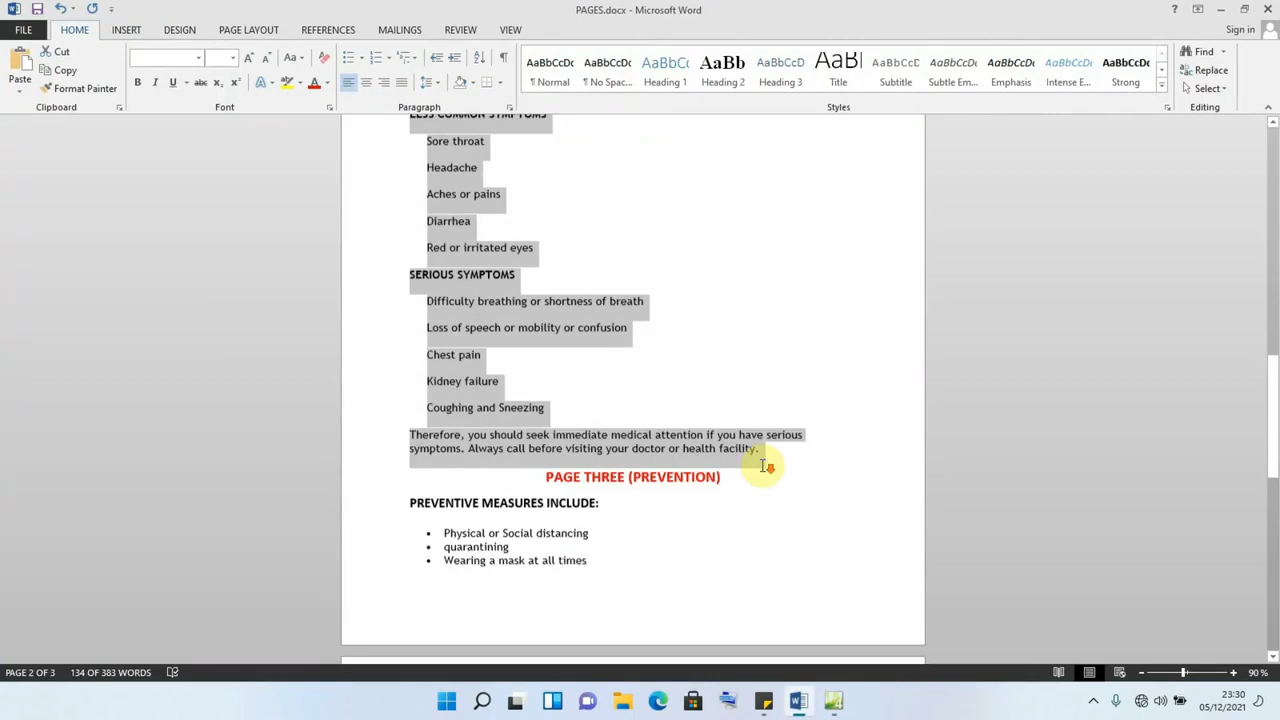 PAGES.docx - Microsoft Word
Sign in
FILE HOME INSERT DESIGN PAGE LAYOUT REFERENCES MAILINGS REVIEW VIEW
Paste
Cut
Copy
Format Painter
Clipboard
Font
Paragraph
AaBbCcDc AaBbCcDc AaBbCc AaBb AaBbCcD AaBl AaBbCcD AaBbCcDc AaBbCcDc AaBbCcDc AaBbCcDc
¶ Normal ¶ No Spac... Heading 1 Heading 2 Heading 3 Title Subtitle Subtle Em... Emphasis Intense E... Strong
Styles
Find
Replace
Select
Editing
LESS COMMON SYMPTOMS
Sore throat
Headache
Aches or pains
Diarrhea
Red or irritated eyes
SERIOUS SYMPTOMS
Difficulty breathing or shortness of breath
Loss of speech or mobility or confusion
Chest pain
Kidney failure
Coughing and Sneezing
Therefore, you should seek immediate medical attention if you have serious
symptoms. Always call before visiting your doctor or health facility.
PAGE THREE (PREVENTION)
PREVENTIVE MEASURES INCLUDE:
• Physical or Social distancing
• quarantining
• Wearing a mask at all times
PAGE 2 OF 3 134 OF 383 WORDS
90 %
23:30
05/12/2021